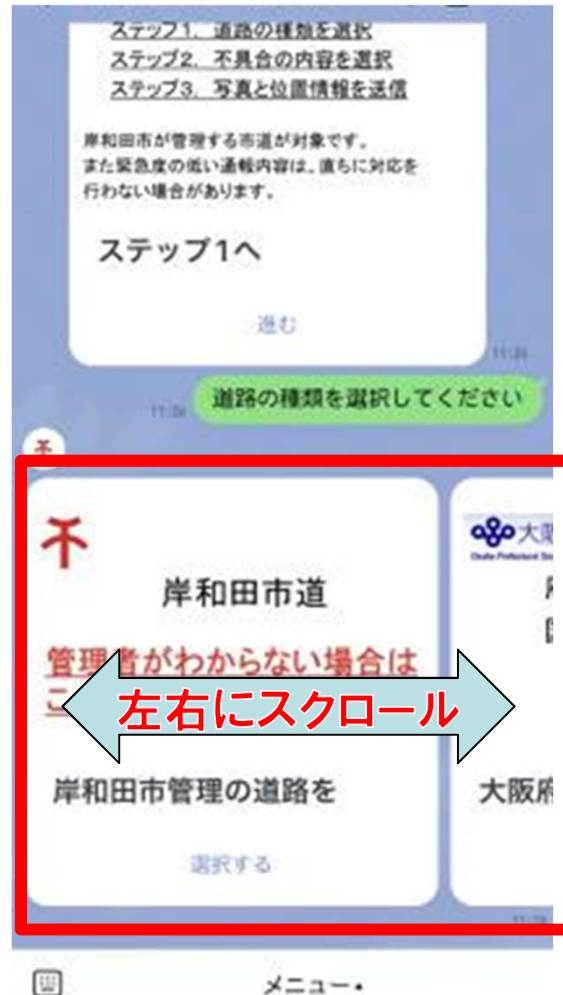 ステップ1. 道路の種類を選択
ステップ2. 不具合の内容を選択
ステップ3. 写真と位置情報を送信
岸和田市が管理する市道が対象です。
また緊急度の低い通報内容は、直ちに対応を
行わない場合があります。
ステップ1へ
進む
道路の種類を選択してください
岸和田市道
大阪
管理者がわからない場合は
こ
左右にスクロール
岸和田市管理の道路を
大阪府
選択する
メニュー